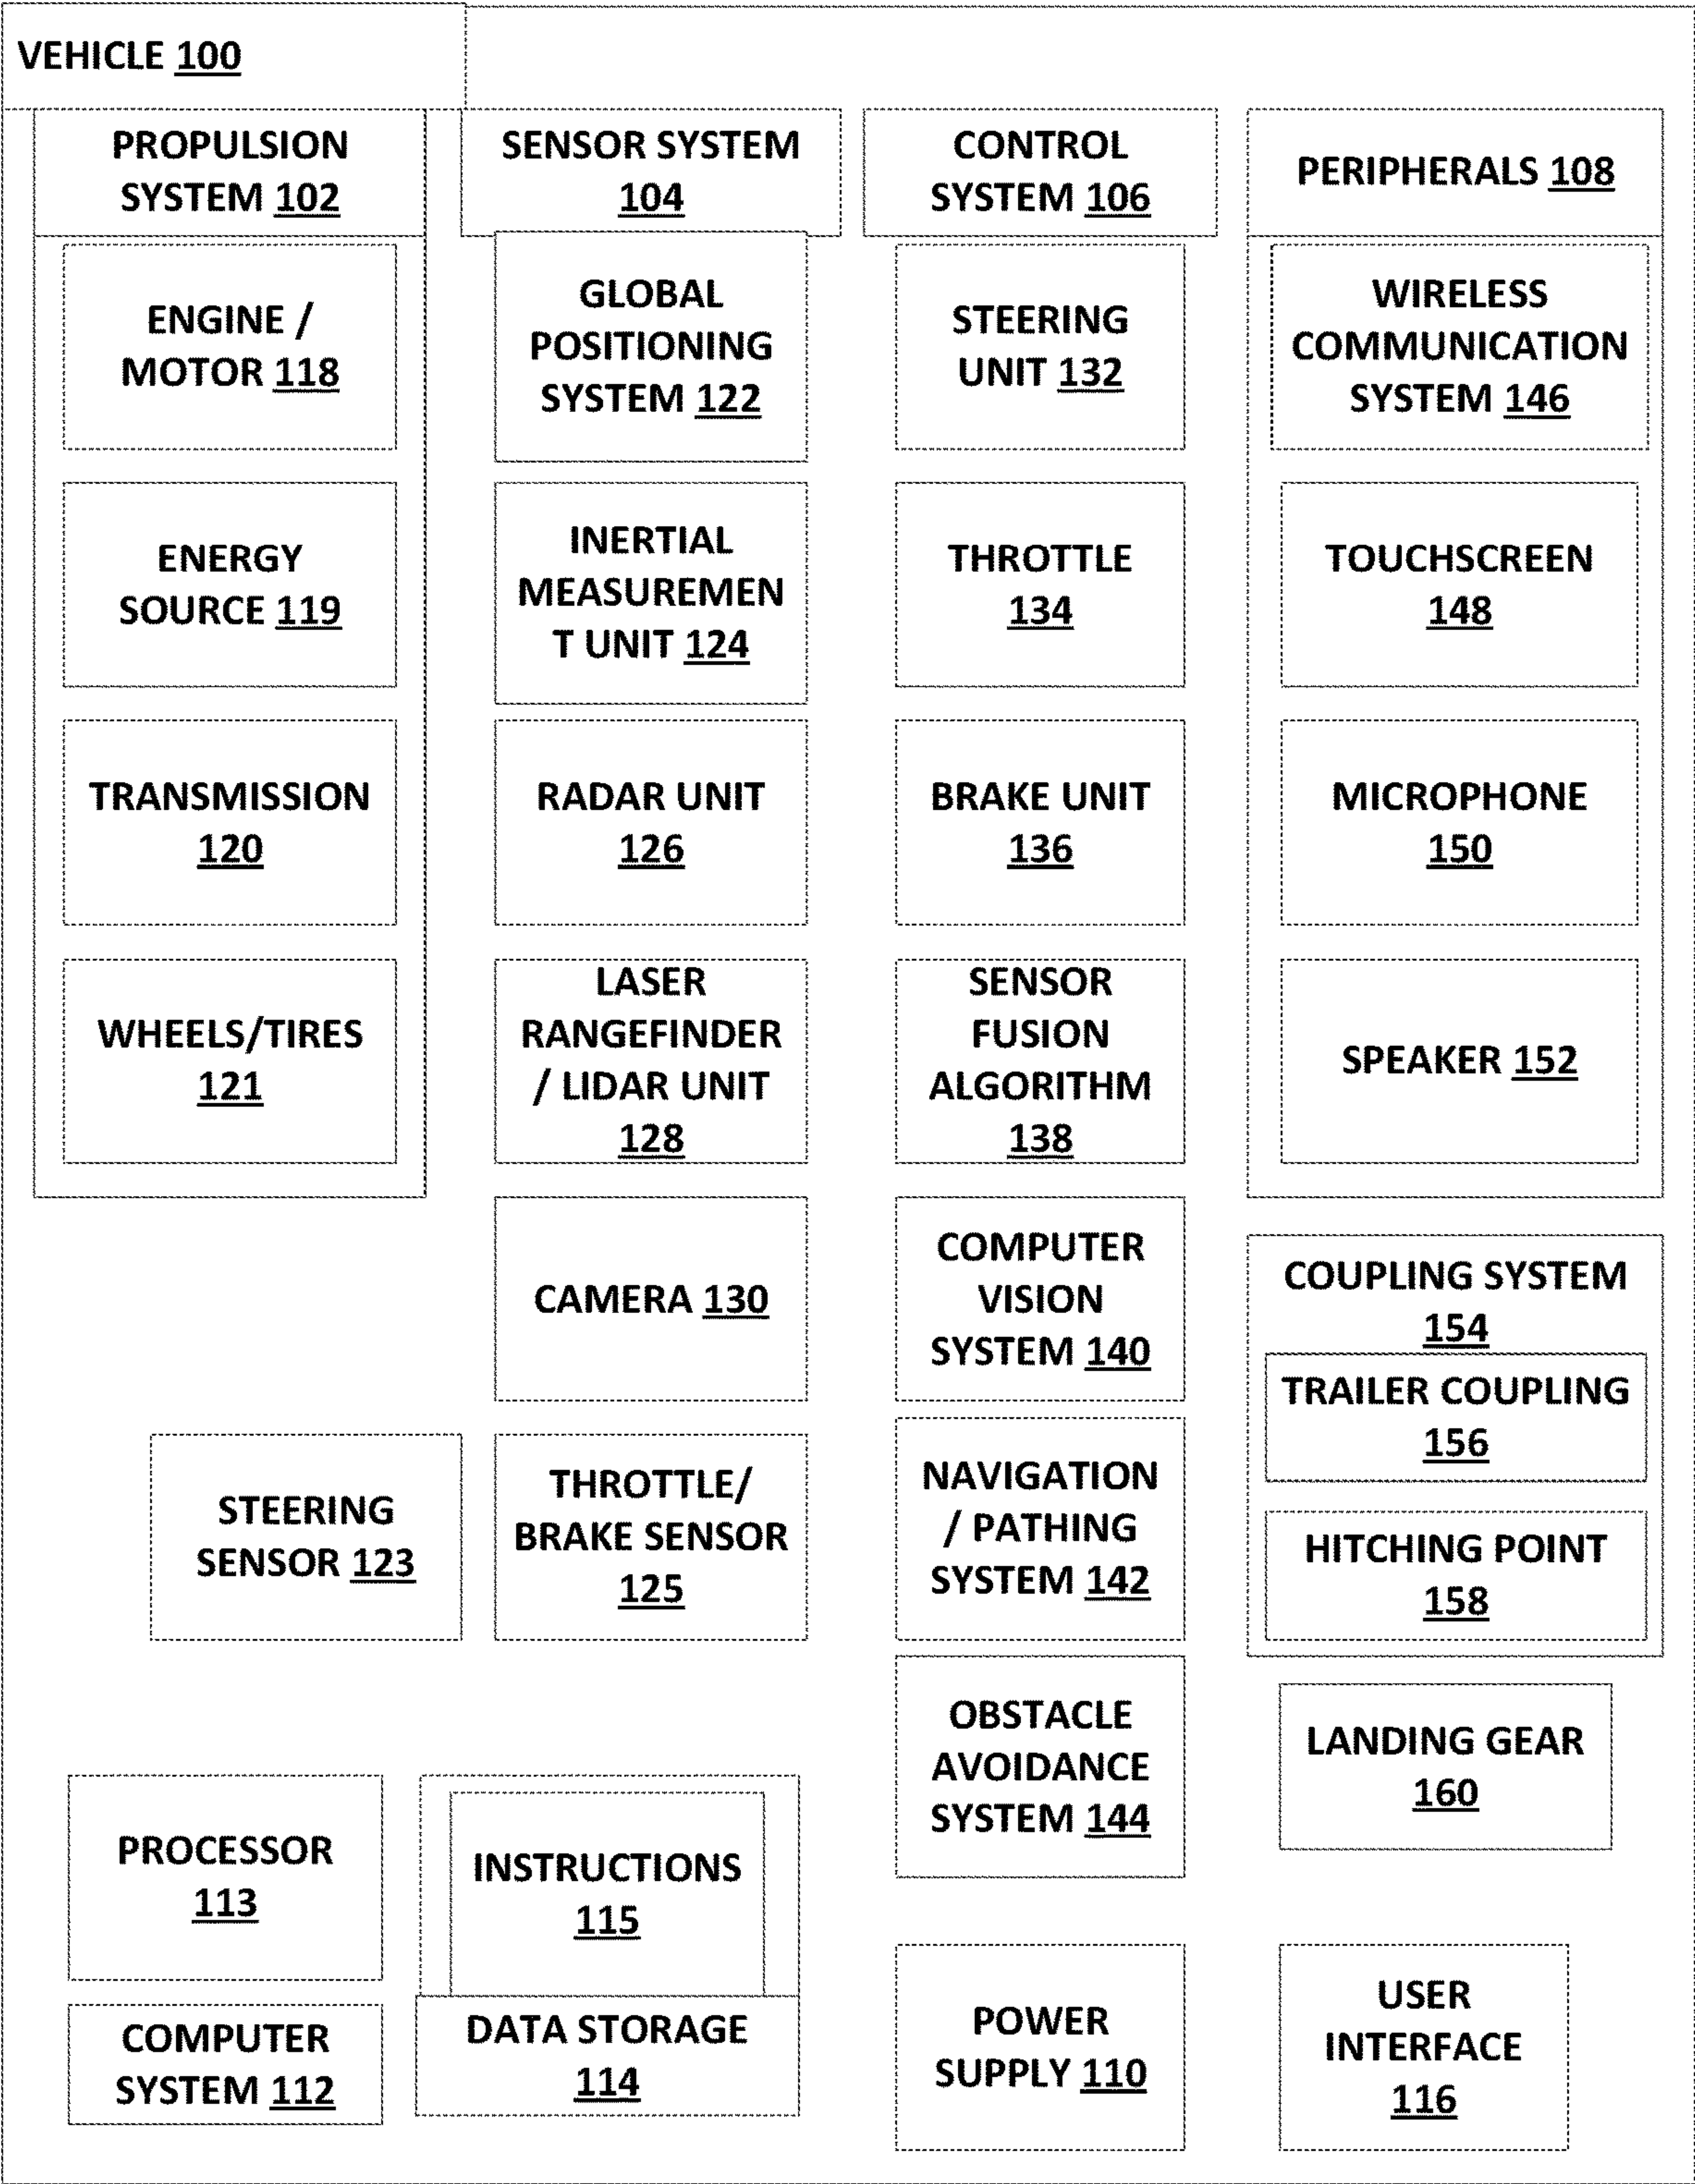 VEHICLE 100
PROPULSION
SYSTEM 102
ENGINE /
MOTOR 118
ENERGY
SOURCE 119
TRANSMISSION
120
WHEELS/TIRES
121
SENSOR SYSTEM
104
GLOBAL
POSITIONING
SYSTEM 122
INERTIAL
MEASUREMEN
T UNIT 124
RADAR UNIT
126
LASER
RANGEFINDER
/ LIDAR UNIT
128
CAMERA 130
STEERING
SENSOR 123
THROTTLE/
BRAKE SENSOR
125
CONTROL
SYSTEM 106
STEERING
UNIT 132
THROTTLE
134
BRAKE UNIT
136
SENSOR
FUSION
ALGORITHM
138
COMPUTER
VISION
SYSTEM 140
NAVIGATION
/ PATHING
SYSTEM 142
OBSTACLE
AVOIDANCE
SYSTEM 144
PERIPHERALS 108
WIRELESS
COMMUNICATION
SYSTEM 146
TOUCHSCREEN
148
MICROPHONE
150
SPEAKER 152
COUPLING SYSTEM
154
TRAILER COUPLING
156
HITCHING POINT
158
LANDING GEAR
160
PROCESSOR
113
COMPUTER
SYSTEM 112
INSTRUCTIONS
115
DATA STORAGE
114
POWER
SUPPLY 110
USER
INTERFACE
116